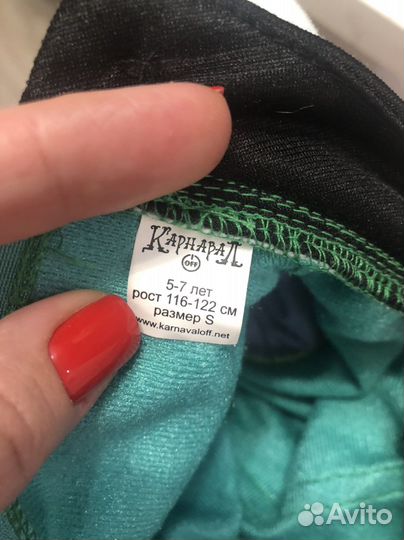 КАРНАВАЛ
OFF
5-7 лет
рост 116-122 см
размер S
www.karnavaloff.net
Avito